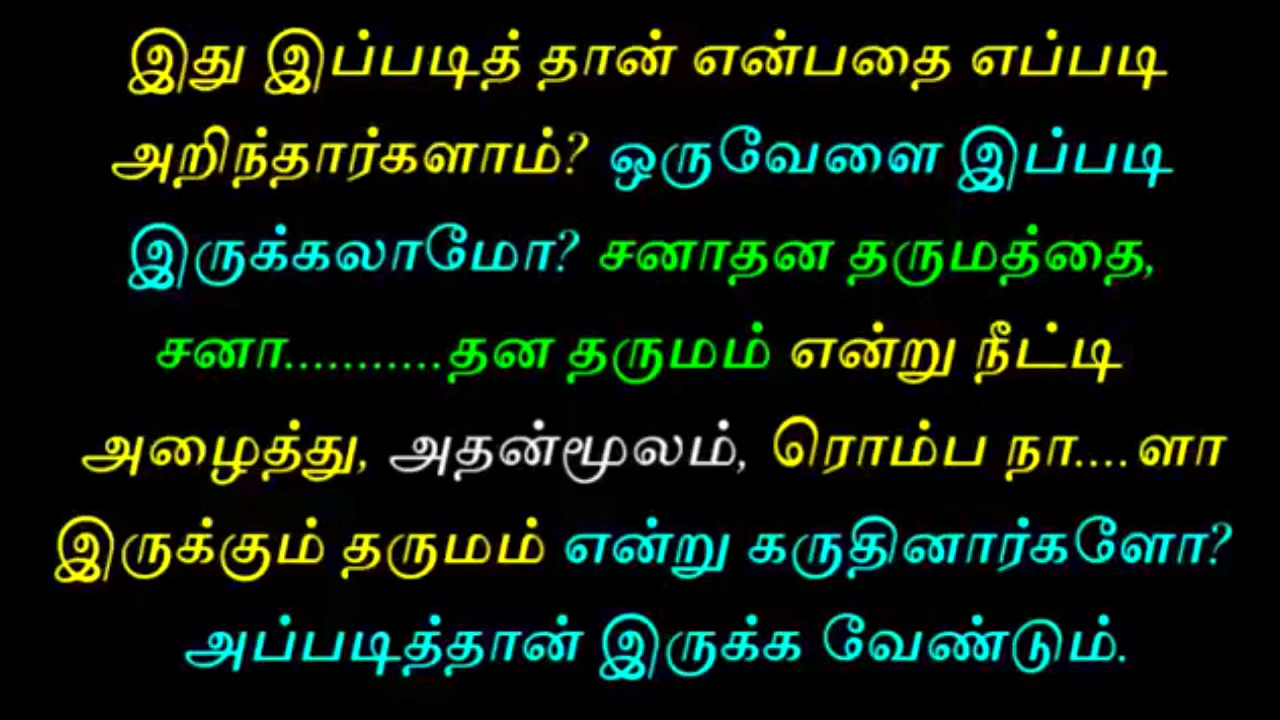 இது இப்படித் தான் என்பதை எப்படி
அறிந்தார்களாம்? ஒருவேளை இப்படி
இருக்கலாமோ? சனாதன தருமத்தை,
சனா...........தன தருமம் என்று நீட்டி
அழைத்து, அதன்மூலம், ரொம்ப நா....ளா
இருக்கும் தருமம் என்று கருதினார்களோ?
அப்படித்தான் இருக்க வேண்டும்.